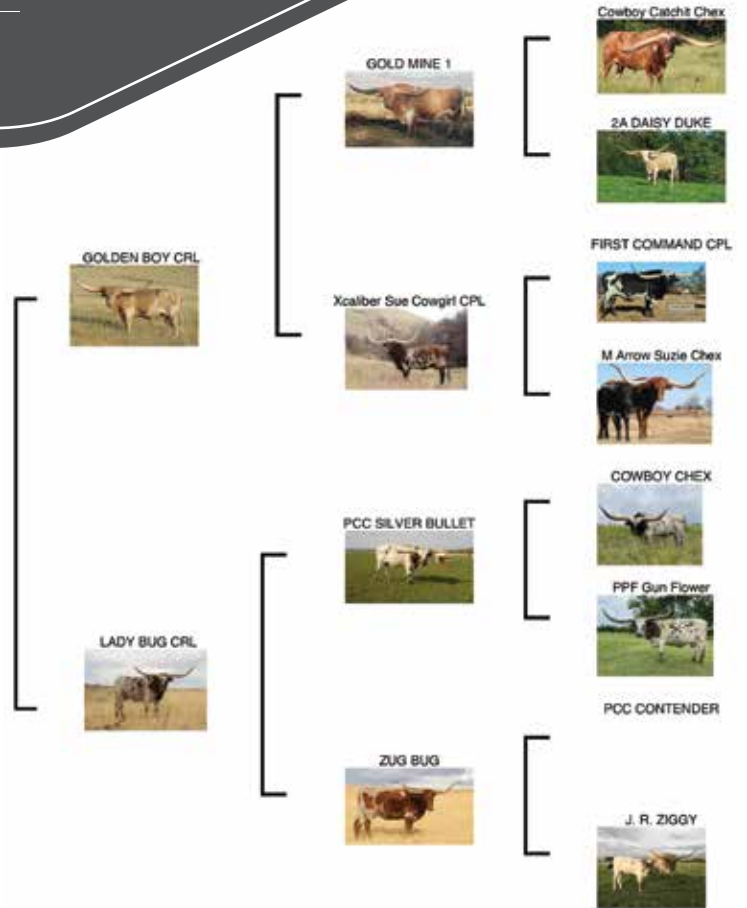 Cowboy Catchit Chex
GOLD MINE 1
2A DAISY DUKE
FIRST COMMAND CPL
GOLDEN BOY CRL
Xcaliber Sue Cowgirl CPL
M Arrow Suzie Chex
COWBOY CHEX
PCC SILVER BULLET
PPF Gun Flower
LADY BUG CRL
PCC CONTENDER
ZUG BUG
J. R. ZIGGY